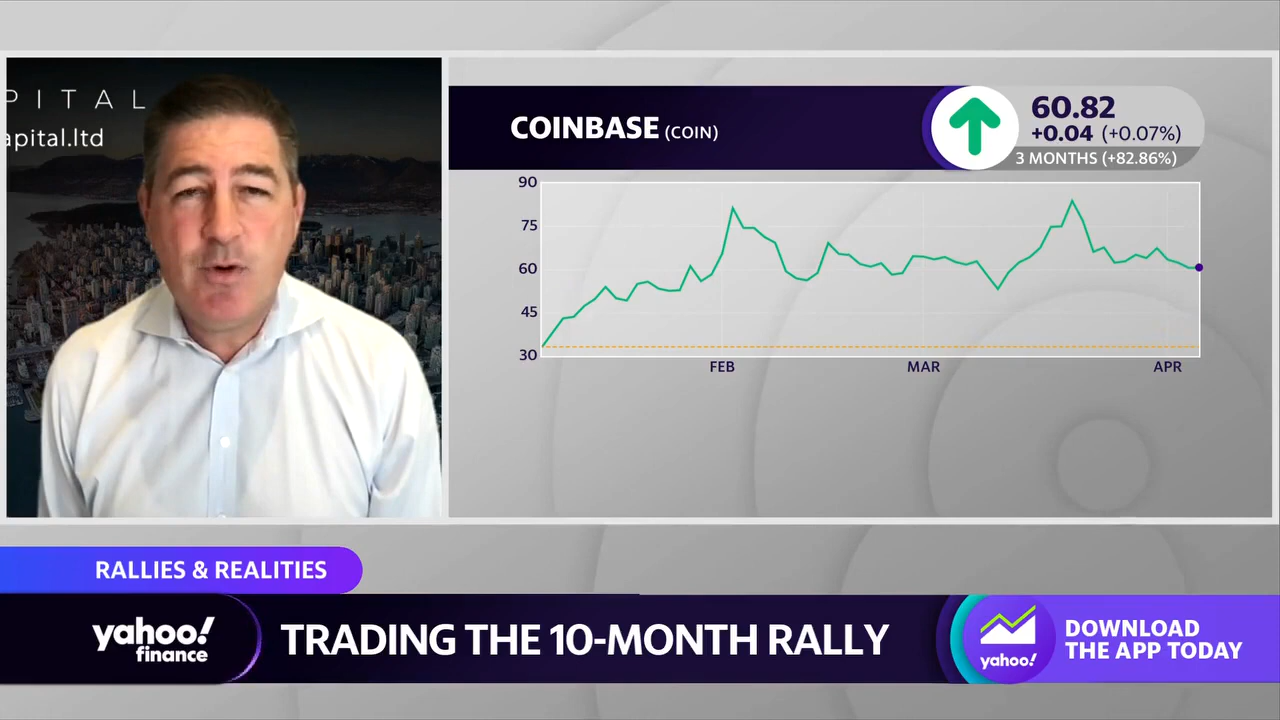 PITAL
apital.ltd
COINBASE (COIN)
60.82
+0.04 (+0.07%)
3 MONTHS (+82.86%)
90
75
60
45
30
FEB
MAR
APR
RALLIES & REALITIES
yahoo!
finance
TRADING THE 10-MONTH RALLY
yahoo!
DOWNLOAD
THE APP TODAY